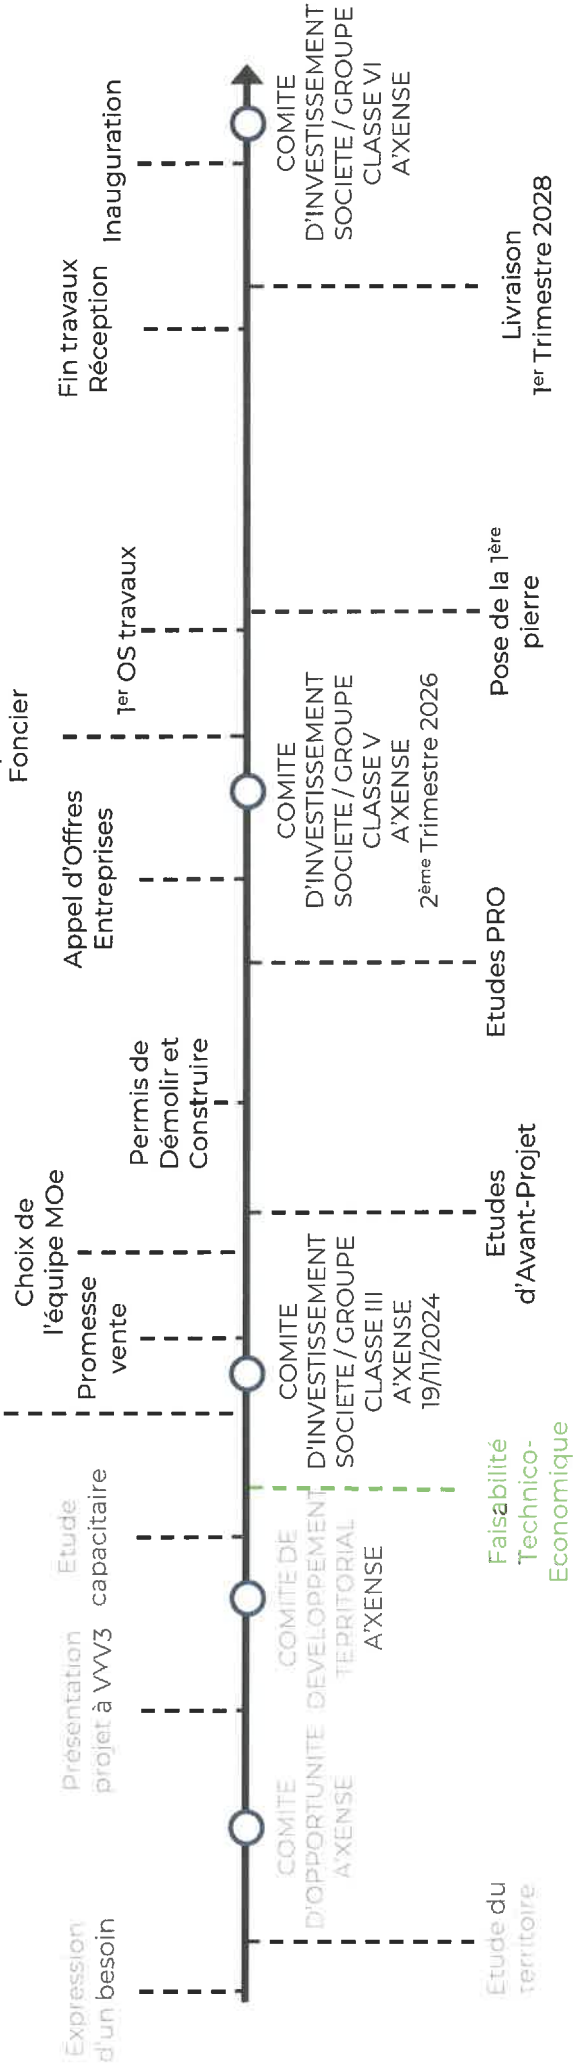 Expression
d'un besoin
Etude du
territoire
COMITE
D'OPPORTUNITE
A'XENSE
Présentation
projet à VYV3
COMITE DE
DEVELOPPEMENT
TERRITORIAL
A'XENSE
Etude
capacitaire
Faisabilité
Technico-
Economique
COMITE
D'INVESTISSEMENT
SOCIETE / GROUPE
CLASSE III
A'XENSE
19/11/2024
Promesse
vente
Choix de
l'équipe MOe
Etudes
d'Avant-Projet
Permis de
Démolir et
Construire
Etudes PRO
Appel d'Offres
Entreprises
COMITE
D'INVESTISSEMENT
SOCIETE / GROUPE
CLASSE V
A'XENSE
2ème Trimestre 2026
Foncier
1er OS travaux
Pose de la 1ère
pierre
Fin travaux
Réception
Livraison
1er Trimestre 2028
Inauguration
COMITE
D'INVESTISSEMENT
SOCIETE / GROUPE
CLASSE VI
A'XENSE